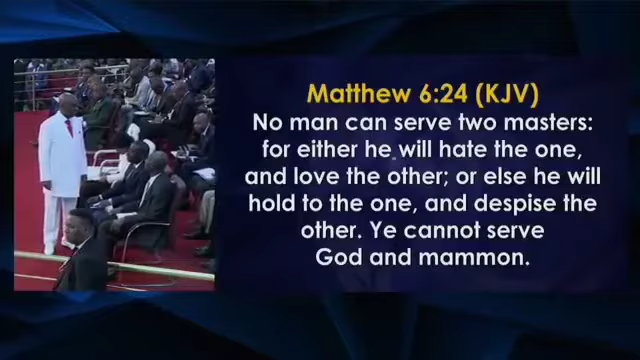 Matthew 6:24 (KJV)
No man can serve two masters:
for either he will hate the one,
and love the other; or else he will
hold to the one, and despise the
other. Ye cannot serve
God and mammon.